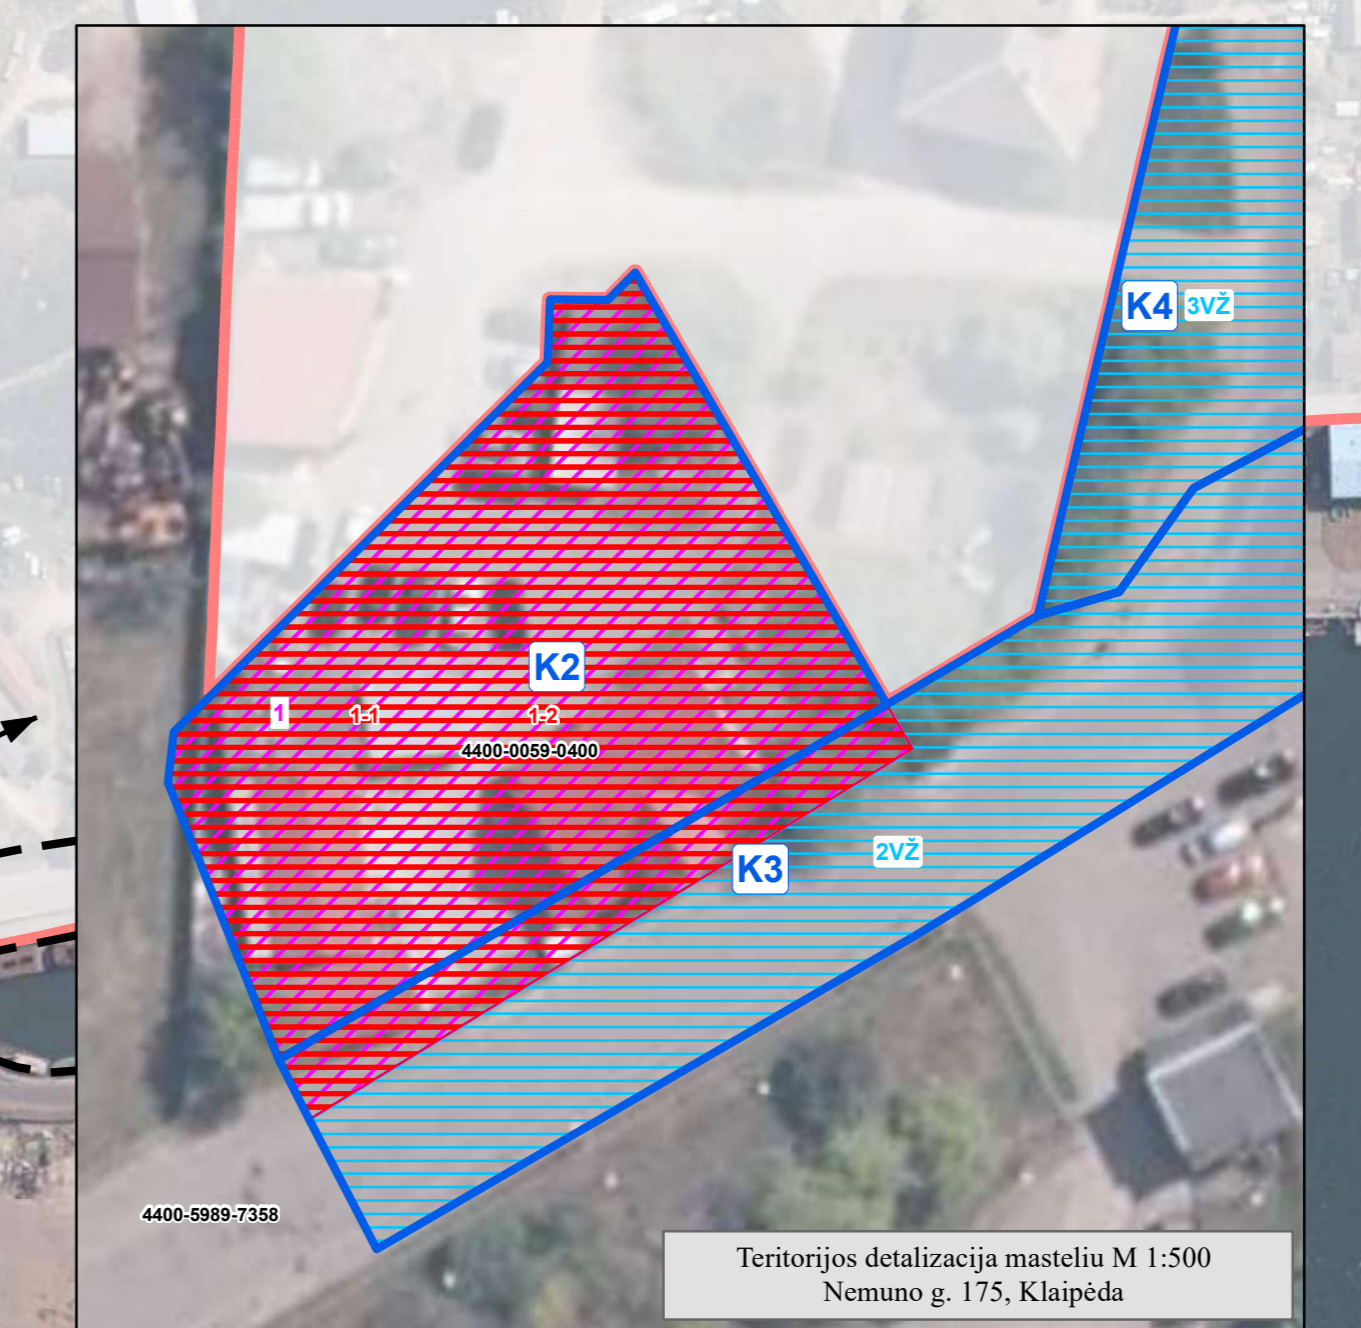 K4 3VŽ
K2
1 1-1 1-2
4400-0059-0400
K3 2VŽ
4400-5989-7358
Teritorijos detalizacija masteliu M 1:500
Nemuno g. 175, Klaipėda